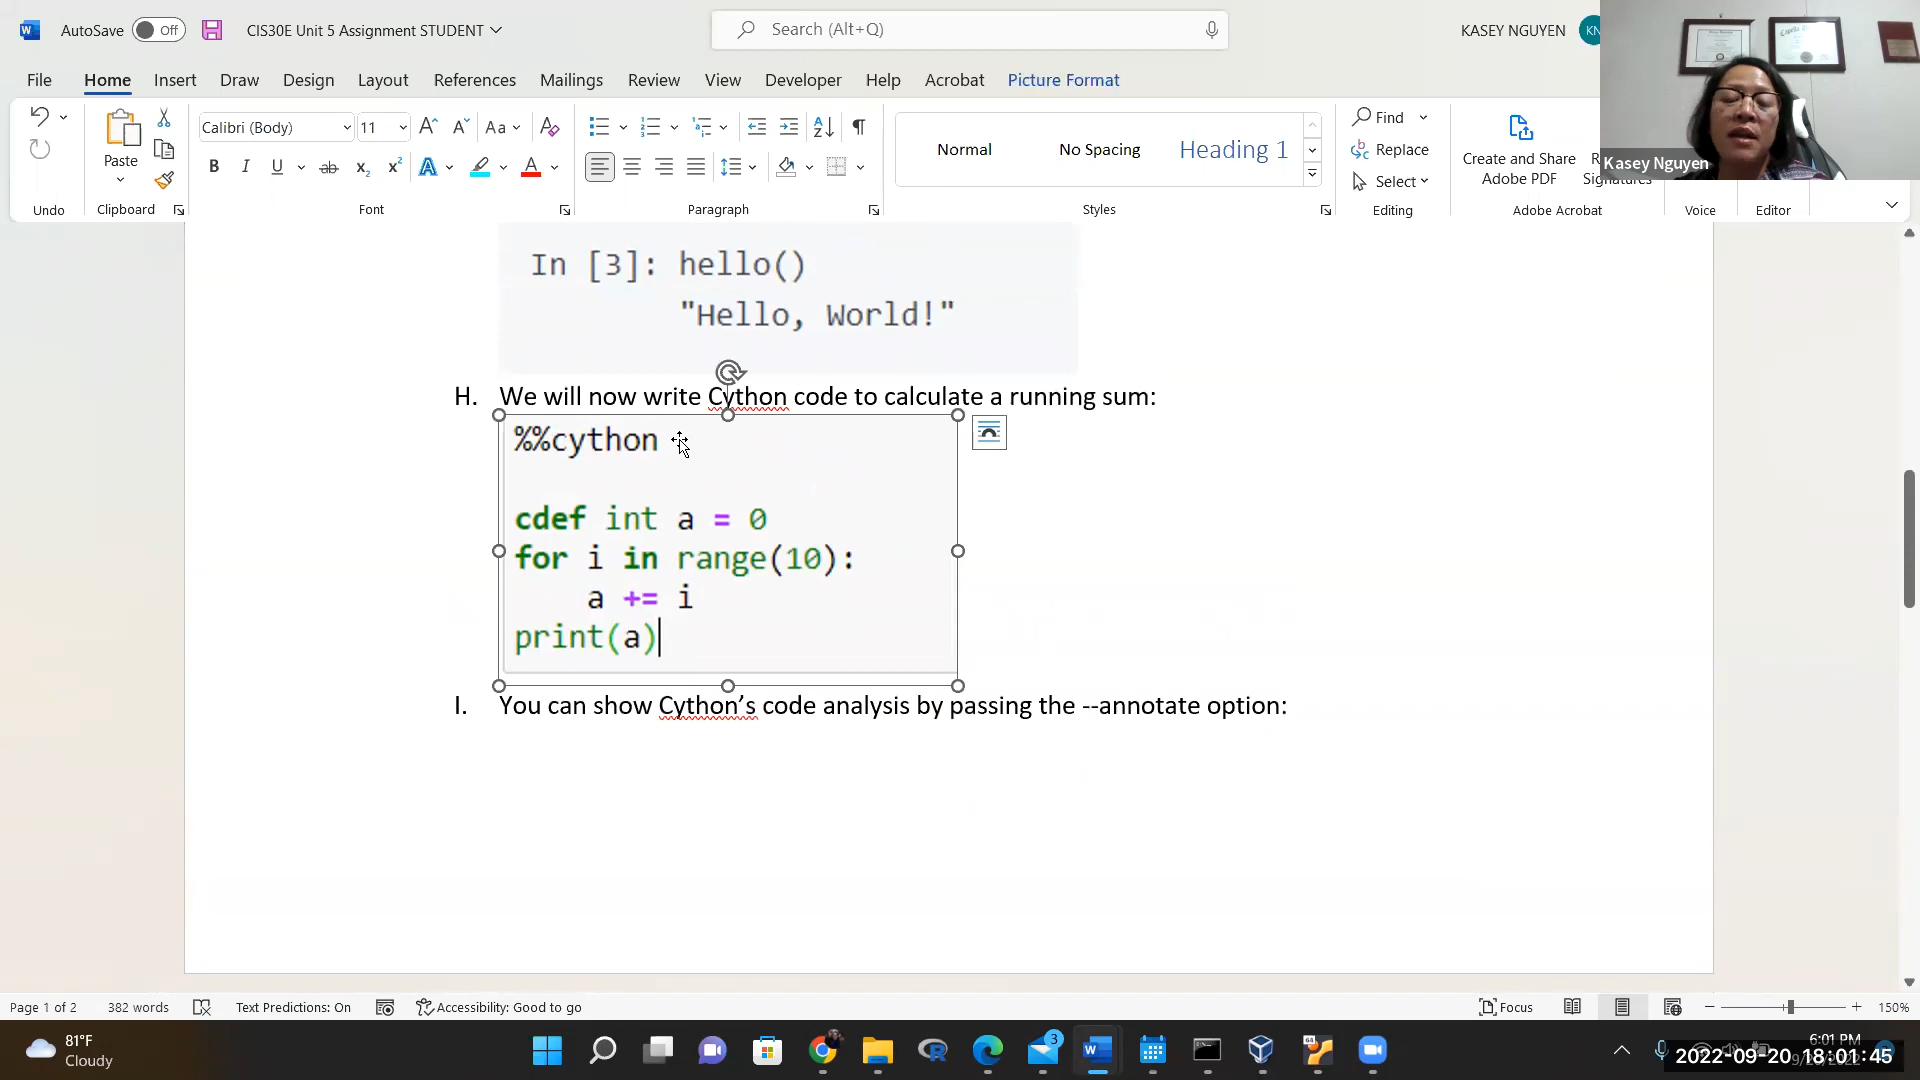 AutoSave Off CIS30E Unit 5 Assignment STUDENT Search (Alt+Q) KASEY NGUYEN KN
File Home Insert Draw Design Layout References Mailings Review View Developer Help Acrobat Picture Format
Paste
Undo
Clipboard
Calibri (Body) 11
Font
Paragraph
Normal
No Spacing
Heading 1
Styles
Find
Replace
Select
Editing
Create and Share
Adobe PDF
Signatures
Adobe Acrobat
Voice
Editor
Kasey Nguyen
In [3]: hello()
"Hello, World!"
H. We will now write Cython code to calculate a running sum:
%%cython
cdef int a = 0
for i in range(10):
a += i
print(a)
I. You can show Cython’s code analysis by passing the --annotate option:
Page 1 of 2 382 words Text Predictions: On Accessibility: Good to go Focus 150%
81°F
Cloudy
3
64
6:01 PM
2022-09-20 18:01:45